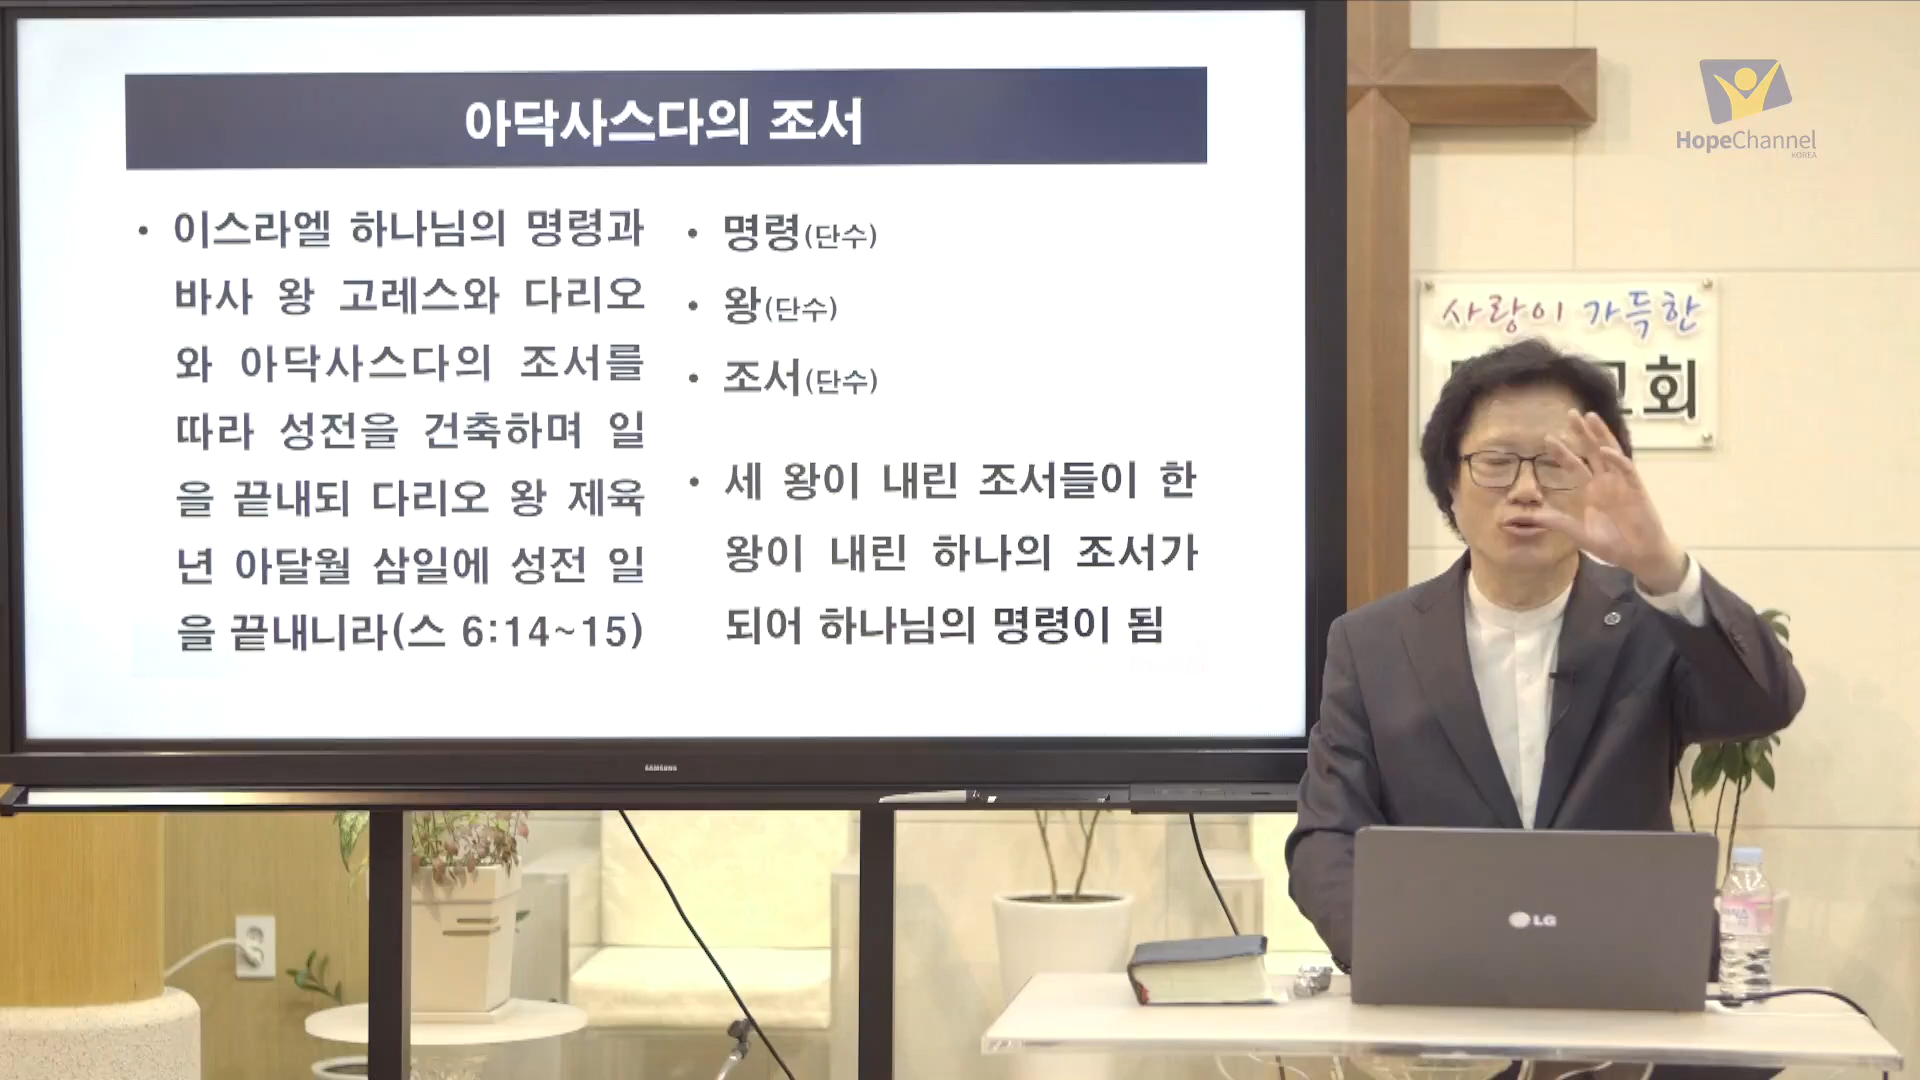 아닥사스다의 조서
• 이스라엘 하나님의 명령과
바사 왕 고레스와 다리오
와 아닥사스다의 조서를
따라 성전을 건축하며 일
을 끝내되 다리오 왕 제육
년 아달월 삼일에 성전 일
을 끝내니라(스 6:14~15)
• 명령(단수)
• 왕(단수)
• 조서(단수)
• 세 왕이 내린 조서들이 한
왕이 내린 하나의 조서가
되어 하나님의 명령이 됨
SAMSUNG
HopeChannel
KOREA
사랑이 가득한
교회
LG